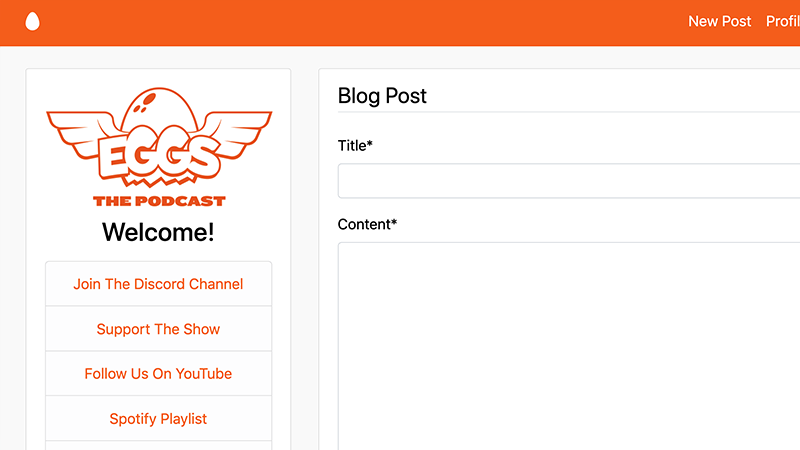 New Post
EGGS
THE PODCAST
Welcome!
Join The Discord Channel
Support The Show
Follow Us On YouTube
Spotify Playlist
Blog Post
Title*
Content*